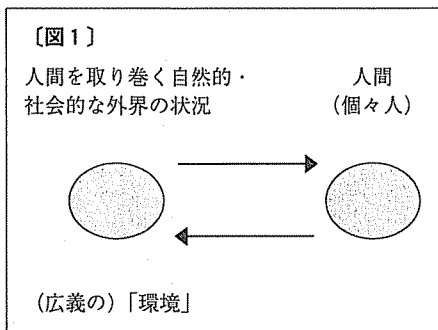 〔図1〕
人間を取り巻く自然的・ 人間
社会的な外界の状況 (個々人)
(広義の)「環境」